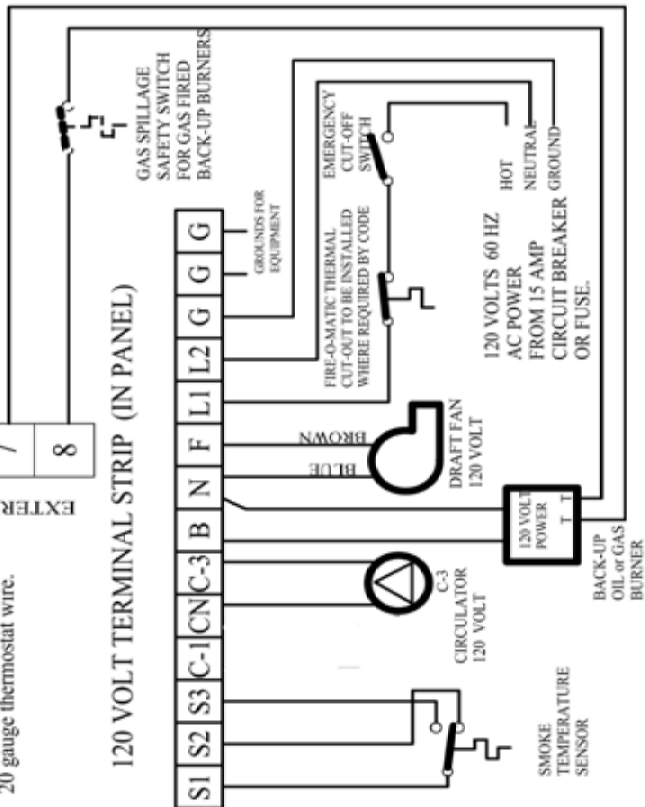 20 gauge thermostat wire.
EXTER
7
8
120 VOLT TERMINAL STRIP (IN PANEL)
S1 S2 S3 C-1 CN C-3 B N F L1 L2 G G G
GAS SPILLAGE
SAFETY SWITCH
FOR GAS FIRED
BACK-UP BURNERS
GROUNDS FOR
EQUIPMENT
EMERGENCY
CUT-OFF
SWITCH
FIRE-O-MATIC THERMAL
CUT-OUT TO BE INSTALLED
WHERE REQUIRED BY CODE
HOT
NEUTRAL
GROUND
120 VOLTS 60 HZ
AC POWER
FROM 15 AMP
CIRCUIT BREAKER
OR FUSE.
BROWN
BLUE
DRAFT FAN
120 VOLT
C-3
CIRCULATOR
120 VOLT
120 VOLT
POWER
T T
BACK-UP
OIL or GAS
BURNER
SMOKE
TEMPERATURE
SENSOR